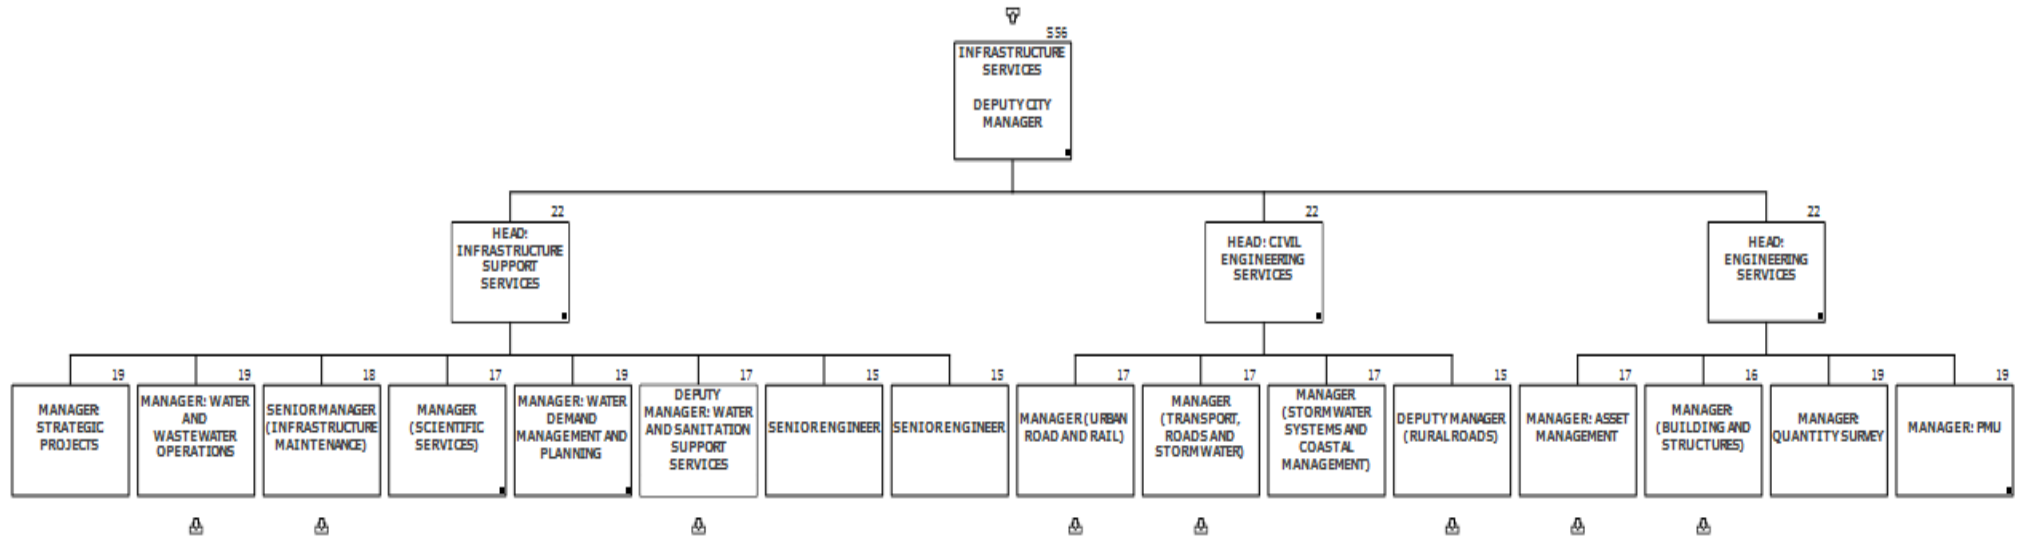 556
INFRASTRUCTURE
SERVICES
DEPUTY CITY
MANAGER
22
HEAD:
INFRASTRUCTURE
SUPPORT
SERVICES
22
HEAD: CIVIL
ENGINEERING
SERVICES
22
HEAD:
ENGINEERING
SERVICES
19
MANAGER:
STRATEGIC
PROJECTS
19
MANAGER: WATER
AND
WASTEWATER
OPERATIONS
18
SENIOR MANAGER
(INFRASTRUCTURE
MAINTENANCE)
17
MANAGER
(SCIENTIFIC
SERVICES)
19
MANAGER: WATER
DEMAND
MANAGEMENT AND
PLANNING
17
DEPUTY
MANAGER: WATER
AND SANITATION
SUPPORT
SERVICES
15
SENIOR ENGINEER
15
SENIOR ENGINEER
17
MANAGER (URBAN
ROAD AND RAIL)
17
MANAGER
(TRANSPORT,
ROADS AND
STORMWATER)
17
MANAGER
(STORMWATER
SYSTEMS AND
COASTAL
MANAGEMENT)
15
DEPUTY MANAGER
(RURAL ROADS)
17
MANAGER: ASSET
MANAGEMENT
16
MANAGER:
(BUILDING AND
STRUCTURES)
19
MANAGER:
QUANTITY SURVEY
19
MANAGER: PMU